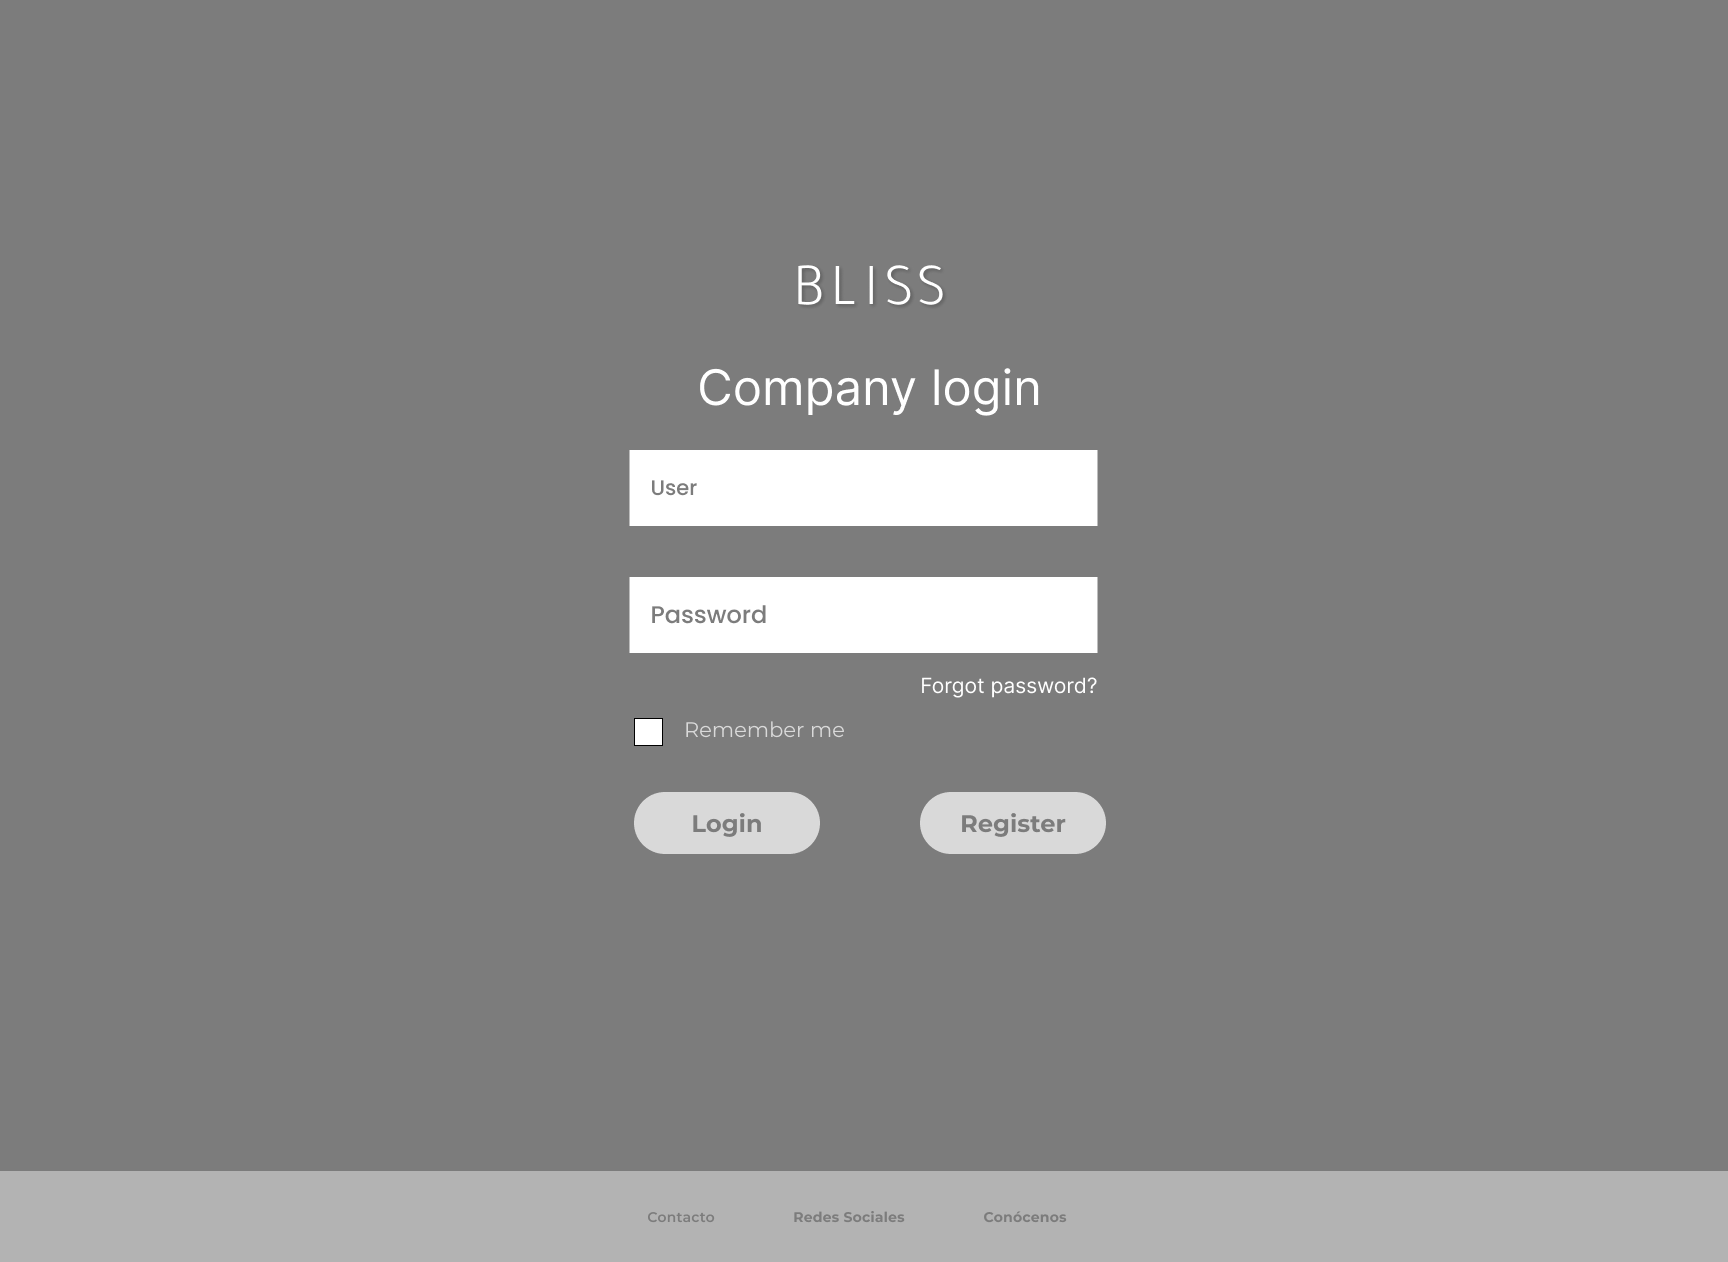 BLISS
Company login
User
Password
Forgot password?
Remember me
Login
Register
Contacto
Redes Sociales
Conócenos